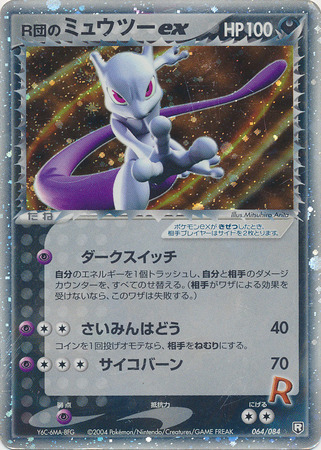 R団のミュウツーex HP100
たね
Illus.Mitsuhiro Arita
ポケモンexがきぜつしたとき、
相手プレイヤーはサイドを2枚とります。
ダークスイッチ
自分のエネルギーを1個トラッシュし、自分と相手のダメージ
カウンターを、すべてのせ替える。(相手がワザによる効果を
受けないなら、このワザは失敗する。)
さいみんはどう 40
コインを1回投げオモテなら、相手をねむりにする。
サイコバーン 70
弱点 抵抗力 にげる
R
Y6C-6MA-BFG ©2004 Pokémon/Nintendo/Creatures/GAME FREAK 064/084 R